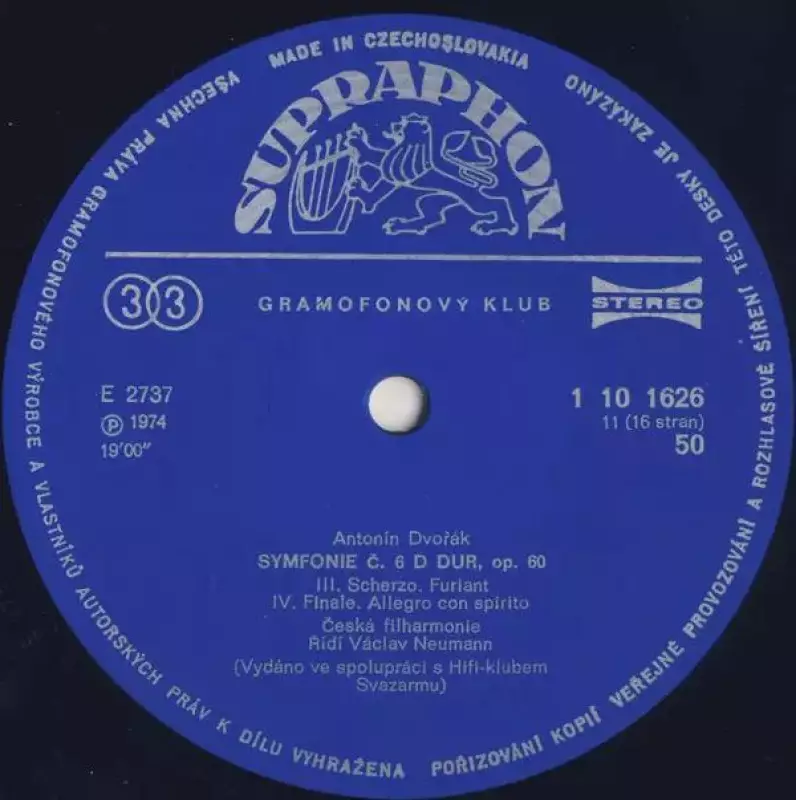 MADE IN CZECHOSLOVAKIA
SUPRAPHON
33
GRAMOFONOVÝ KLUB
STEREO
E 2737
Ⓟ 1974
19'00"
1 10 1626
11 (16 stran)
50
Antonín Dvořák
SYMFONIE Č. 6 D DUR, op. 60
III. Scherzo. Furiant
IV. Finale. Allegro con spirito
Česká filharmonie
Řídí Václav Neumann
(Vydáno ve spolupráci s Hifi-klubem
Svazarmu)
VŠECHNA PRÁVA GRAMOFONOVÉHO VÝROBCE A VLASTNÍKŮ AUTORSKÝCH PRÁV K DÍLU VYHRAŽENA
POŘIZOVÁNÍ KOPIÍ VEŘEJNÉ PROVOZOVÁNÍ A ROZHLASOVÉ ŠÍŘENÍ TÉTO DESKY JE ZAKÁZÁNO